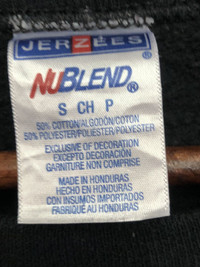 JERZEES
NUBLEND®
S CH P
50% COTTON/ALGODÓN/COTON
50% POLYESTER/POLIESTER/POLYESTER
EXCLUSIVE OF DECORATION
EXCEPTO DECORACIÓN
GARNITURE NON COMPRISE
MADE IN HONDURAS
HECHO EN HONDURAS
CON INSUMOS IMPORTADOS
FABRIQUÉ AU HONDURAS